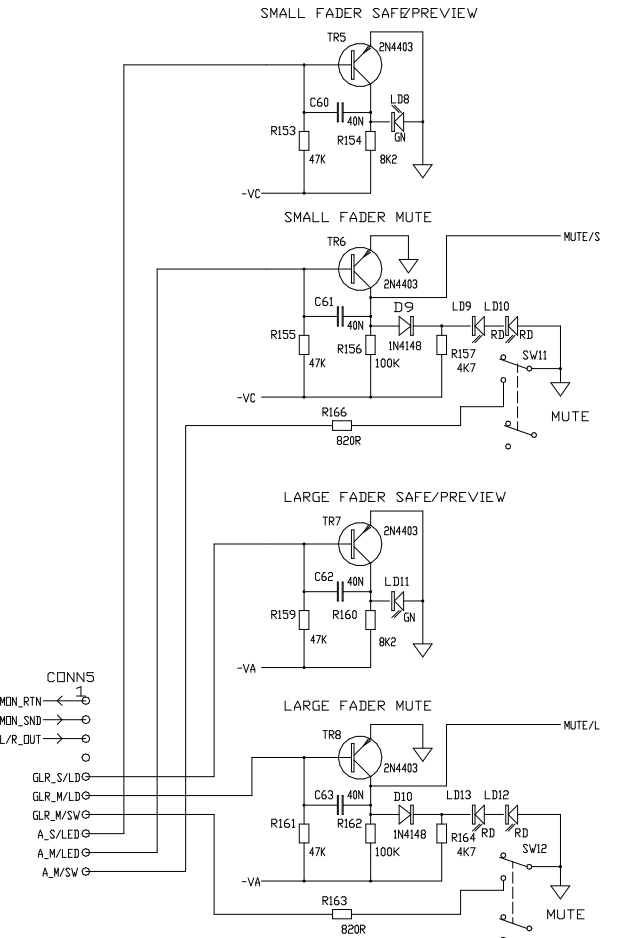 SMALL FADER SAFE/PREVIEW
TR5
2N4403
C60
40N
LD8
GN
R153
47K
R154
8K2
-VC
SMALL FADER MUTE
MUTE/S
TR6
2N4403
C61
40N
D9
1N4148
LD9 LD10
RD RD
R155
47K
R156
100K
R157
4K7
SW11
-VC
MUTE
R166
820R
LARGE FADER SAFE/PREVIEW
TR7
2N4403
C62
40N
LD11
GN
R159
47K
R160
8K2
-VA
CONN5
1
MON_RTN
MON_SND
L/R_OUT
GLR_S/LD
GLR_M/LD
GLR_M/SW
A_S/LED
A_M/LED
A_M/SW
LARGE FADER MUTE
MUTE/L
TR8
2N4403
C63
40N
D10
1N4148
LD13 LD12
RD RD
R161
47K
R162
100K
R164
4K7
SW12
-VA
MUTE
R163
820R